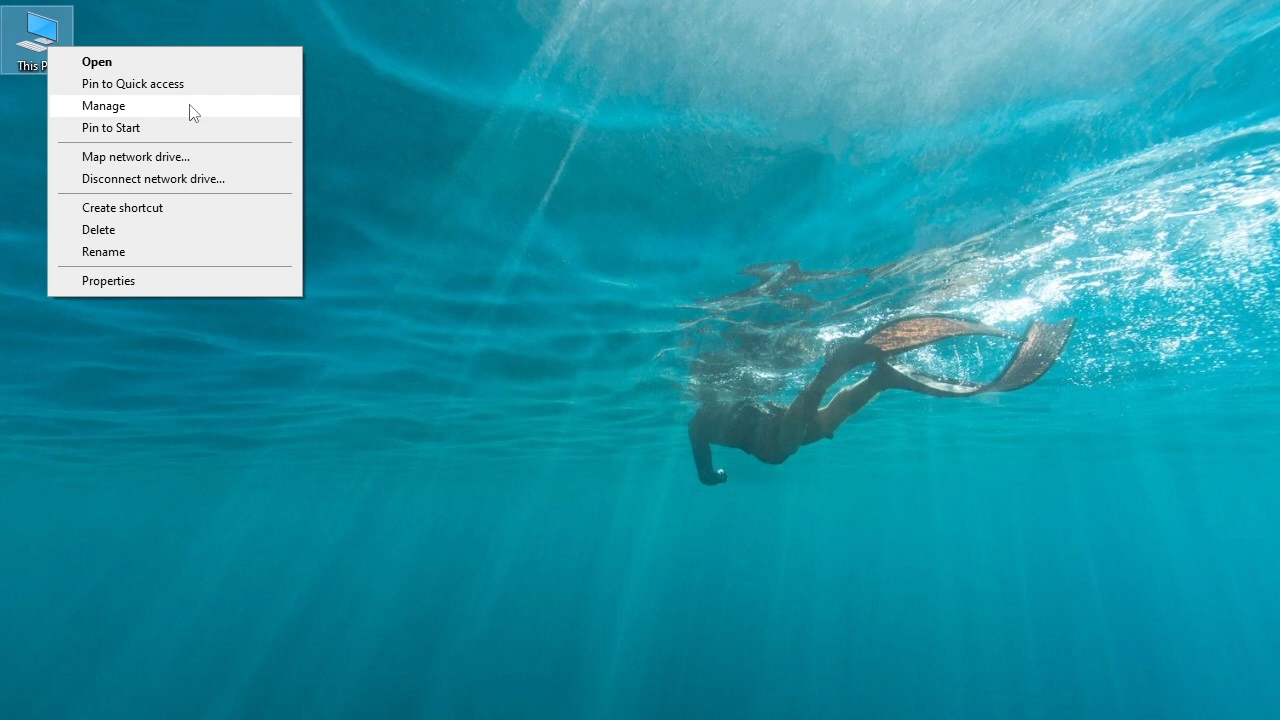 This P
Open
Pin to Quick access
Manage
Pin to Start
Map network drive...
Disconnect network drive...
Create shortcut
Delete
Rename
Properties